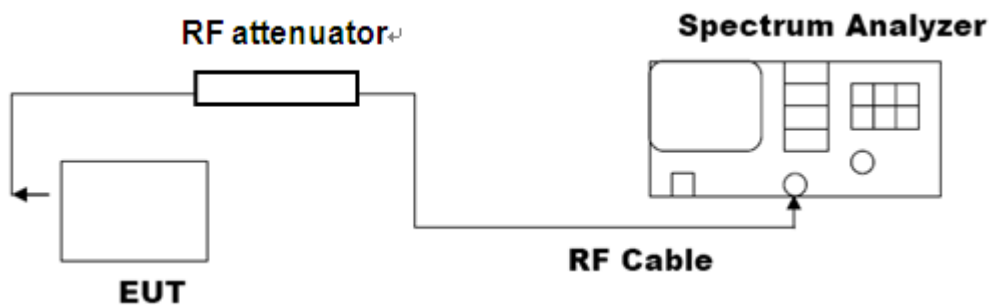 RF attenuator↵
Spectrum Analyzer
RF Cable
EUT